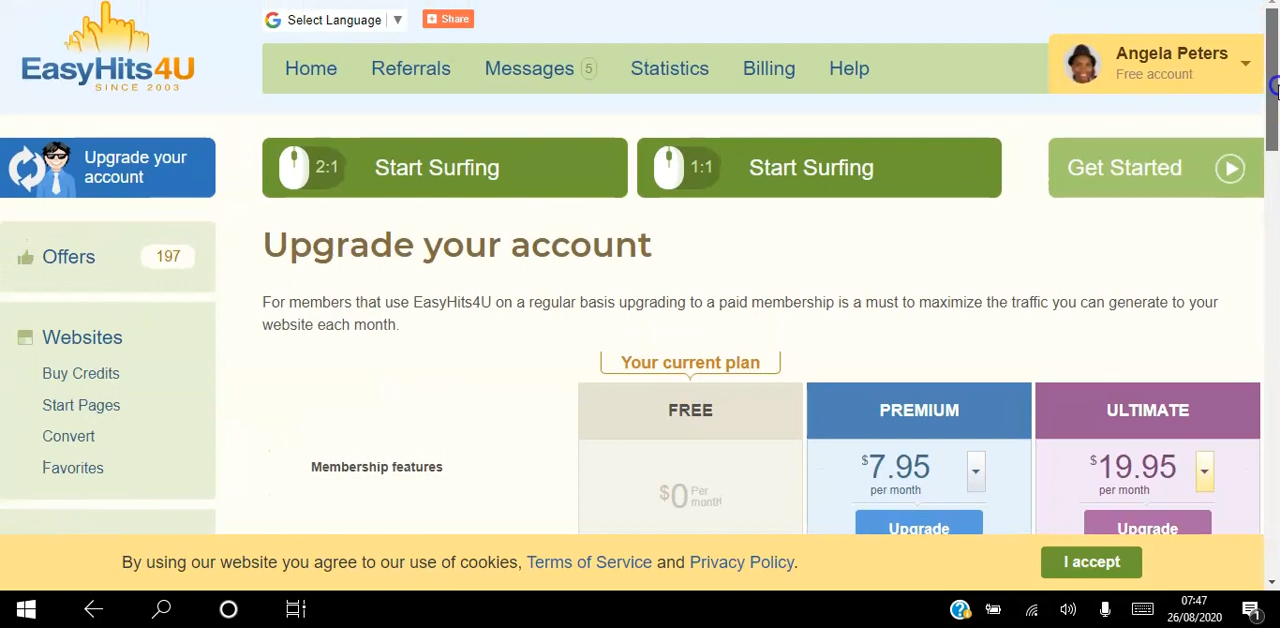 Select Language ▼
Share
EasyHits4U
SINCE 2003
Home Referrals Messages 5 Statistics Billing Help
Angela Peters
Free account
Upgrade your
account
2:1 Start Surfing
1:1 Start Surfing
Get Started
Offers 197
Websites
Buy Credits
Start Pages
Convert
Favorites
Upgrade your account
For members that use EasyHits4U on a regular basis upgrading to a paid membership is a must to maximize the traffic you can generate to your
website each month.
Your current plan
FREE PREMIUM ULTIMATE
Membership features
$0 Per month
$7.95
per month
Upgrade
$19.95
per month
Upgrade
By using our website you agree to our use of cookies, Terms of Service and Privacy Policy.
I accept
07:47
26/08/2020
1